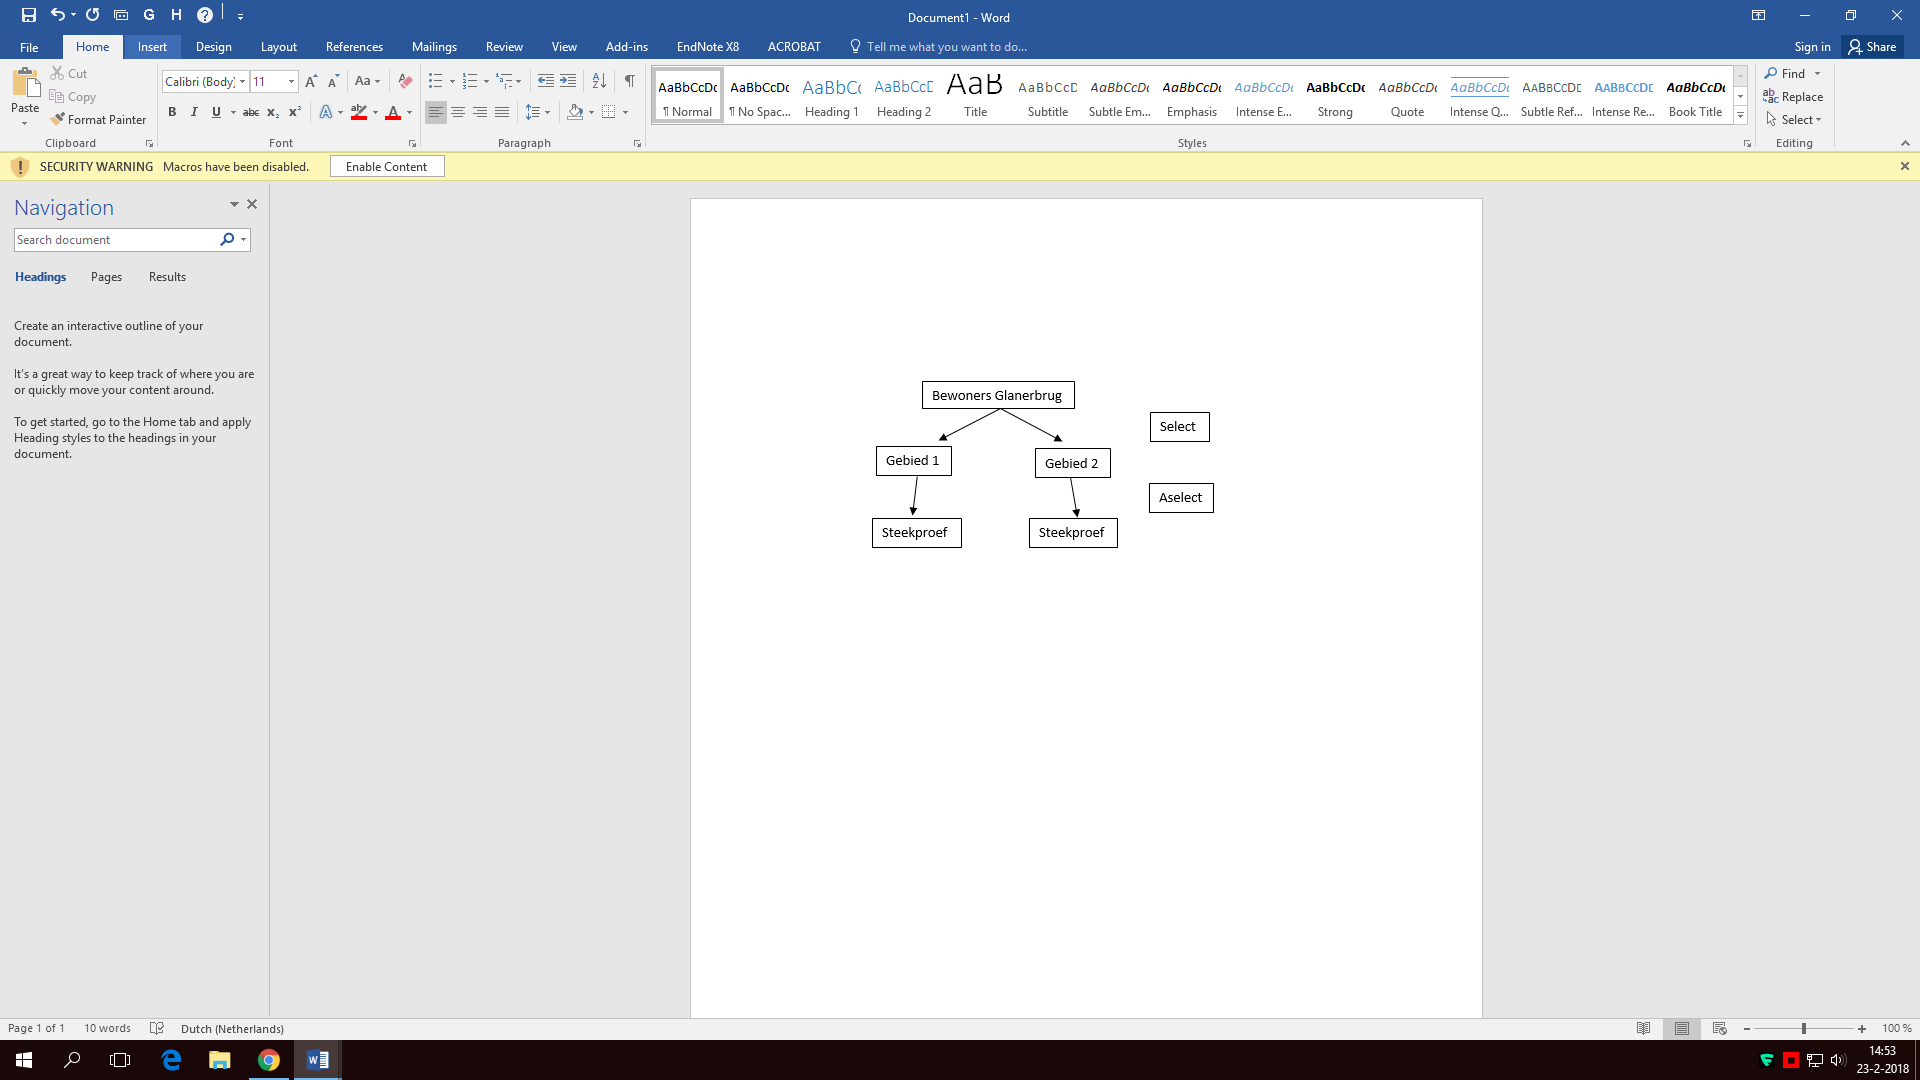 G H ?
Document1 - Word
File Home Insert Design Layout References Mailings Review View Add-ins EndNote X8 ACROBAT Tell me what you want to do... Sign in Share
Paste
Cut
Copy
Format Painter
Clipboard
Calibri (Body) 11 Aa
B I U abc x₂ x² A ab A
Font
Paragraph
AaBbCcDc AaBbCcDc AaBbCc AaBbCcD AaB AaBbCcD AaBbCcDc AaBbCcDc AaBbCcDc AaBbCcDc AaBbCcDc AaBbCcDc AABBCCDE AABBCCDE AaBbCcDc
¶ Normal ¶ No Spac... Heading 1 Heading 2 Title Subtitle Subtle Em... Emphasis Intense E... Strong Quote Intense Q... Subtle Ref... Intense Re... Book Title
Styles
Find
Replace
Select
Editing
SECURITY WARNING Macros have been disabled. Enable Content
Navigation
Search document
Headings Pages Results
Create an interactive outline of your
document.
It's a great way to keep track of where you are
or quickly move your content around.
To get started, go to the Home tab and apply
Heading styles to the headings in your
document.
Bewoners Glanerbrug
Select
Gebied 1 Gebied 2
Aselect
Steekproef Steekproef
Page 1 of 1 10 words Dutch (Netherlands) 100 %
14:53
23-2-2018